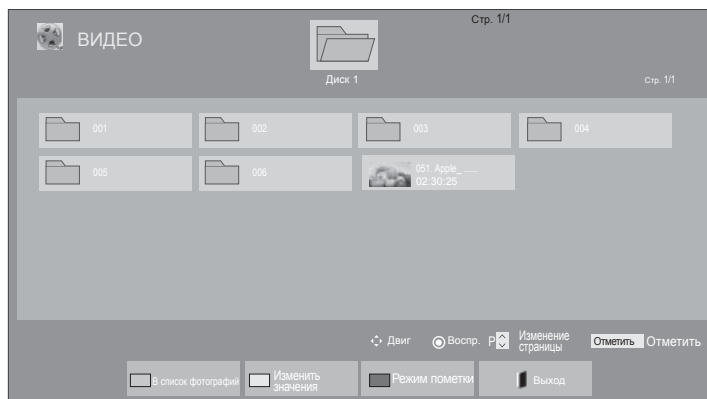 Стр. 1/1
ВИДЕО
Диск 1
Стр. 1/1
001
002
003
004
005
006
051. Apple_ ......
02:30:25
Двиг
Воспр.
P
Изменение
страницы
Отметить
Отметить
В список фотографий
Изменить
значения
Режим пометки
Выход